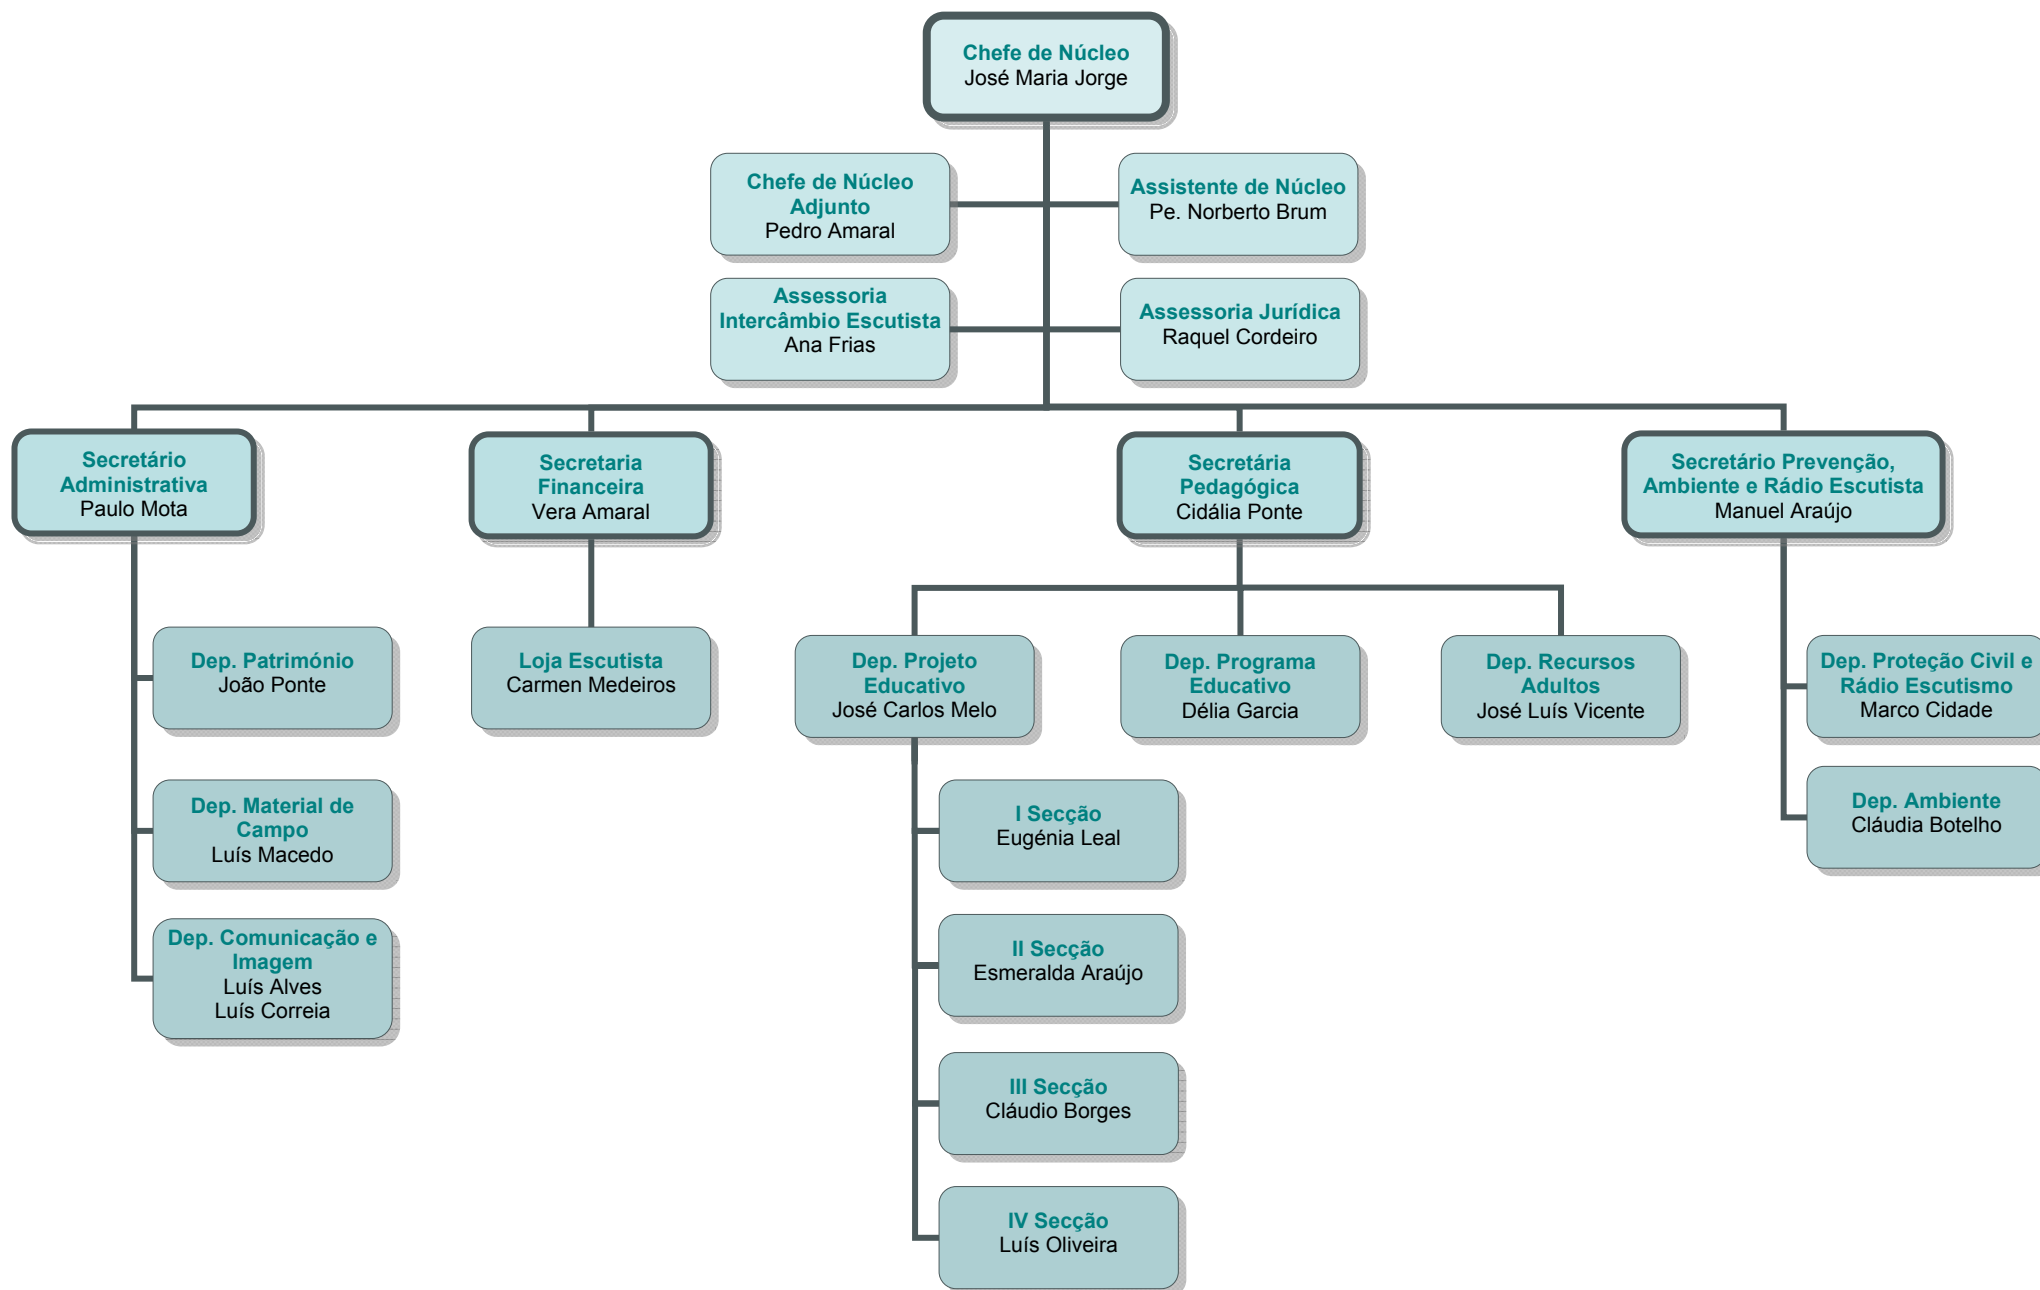 Chefe de Núcleo
José Maria Jorge
Chefe de Núcleo
Adjunto
Pedro Amaral
Assistente de Núcleo
Pe. Norberto Brum
Assessoria
Intercâmbio Escutista
Ana Frias
Assessoria Jurídica
Raquel Cordeiro
Secretário
Administrativa
Paulo Mota
Secretaria
Financeira
Vera Amaral
Secretária
Pedagógica
Cidália Ponte
Secretário Prevenção,
Ambiente e Rádio Escutista
Manuel Araújo
Dep. Património
João Ponte
Loja Escutista
Carmen Medeiros
Dep. Projeto
Educativo
José Carlos Melo
Dep. Programa
Educativo
Délia Garcia
Dep. Recursos
Adultos
José Luís Vicente
Dep. Proteção Civil e
Rádio Escutismo
Marco Cidade
Dep. Material de
Campo
Luís Macedo
I Secção
Eugénia Leal
Dep. Ambiente
Cláudia Botelho
Dep. Comunicação e
Imagem
Luís Alves
Luís Correia
II Secção
Esmeralda Araújo
III Secção
Cláudio Borges
IV Secção
Luís Oliveira